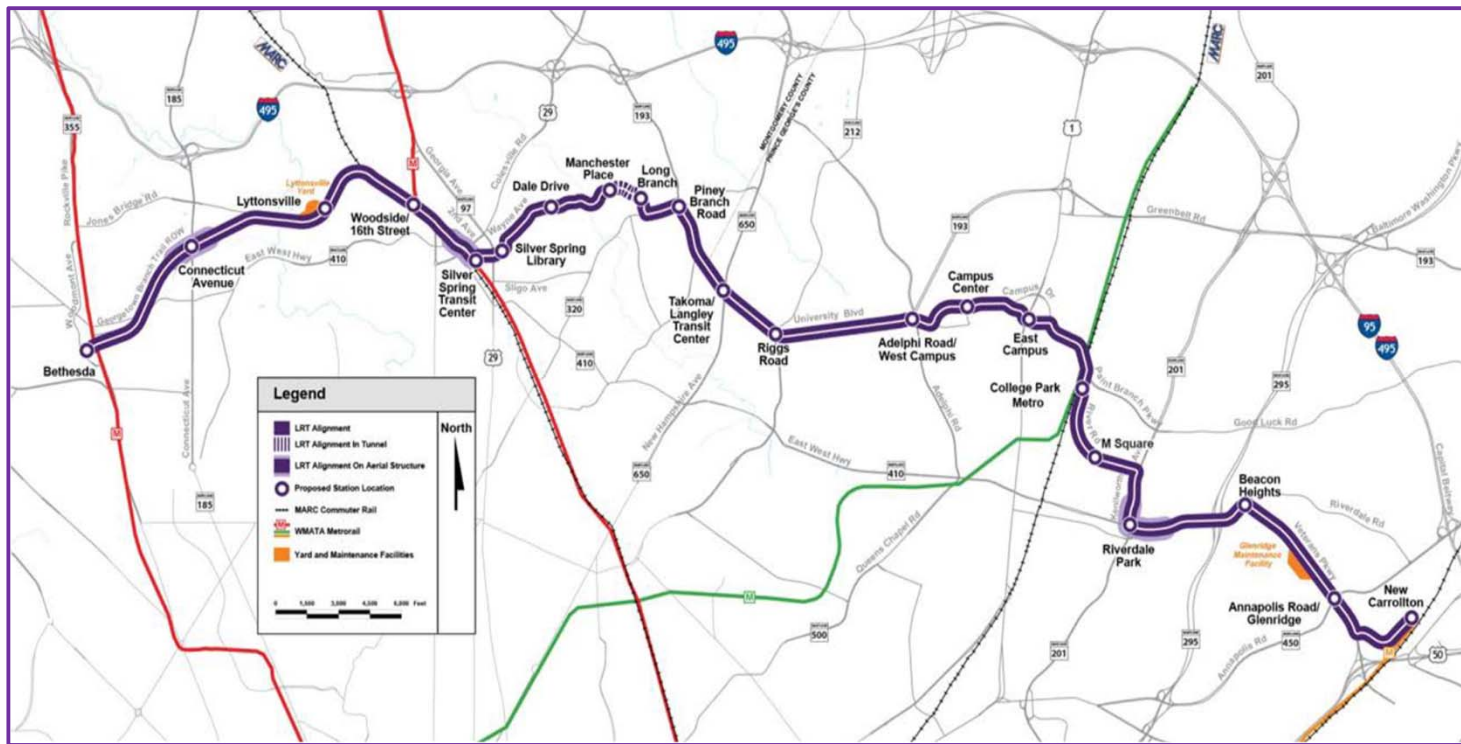 MARC
MARC
495
495
185
355
29
193
212
1
201
MONTGOMERY COUNTY
PRINCE GEORGE'S COUNTY
Rockville Pike
Georgia Ave
Colesville Rd
Baltimore Washington Pkwy
M
Manchester
Place
Long
Branch
Dale Drive
Piney
Branch
Road
Lyttonsville
Yard
Lyttonsville
Jones Bridge Rd
Woodside/
16th Street
97
2nd Ave
Wayne Ave
Silver Spring
Library
Silver
Spring
Transit
Center
Sligo Ave
Greenbelt Rd
193
193
650
Georgetown Branch Trail ROW
East West Hwy
410
Connecticut
Avenue
Woodmont Ave
Bethesda
Takoma/
Langley
Transit
Center
University Blvd
Riggs
Road
Adelphi Road/
West Campus
Campus
Center
Campus Dr
East
Campus
320
29
410
95
495
201
295
College Park
Metro
Paint Branch Pkwy
River Rd
Good Luck Rd
M Square
Connecticut Ave
M
New Hampshire Ave
Adelphi Rd
East West Hwy
410
650
185
Kenilworth Ave
Capital Beltway
Beacon
Heights
Riverdale Rd
Riverdale
Park
Veterans Pkwy
Glenridge
Maintenance
Facility
Queens Chapel Rd
M
500
201
295
Annapolis Road/
Glenridge
New
Carrollton
Annapolis Rd
450
M
50
Legend
LRT Alignment
LRT Alignment In Tunnel
LRT Alignment On Aerial Structure
Proposed Station Location
MARC Commuter Rail
M
WMATA Metrorail
Yard and Maintenance Facilities
North
Feet